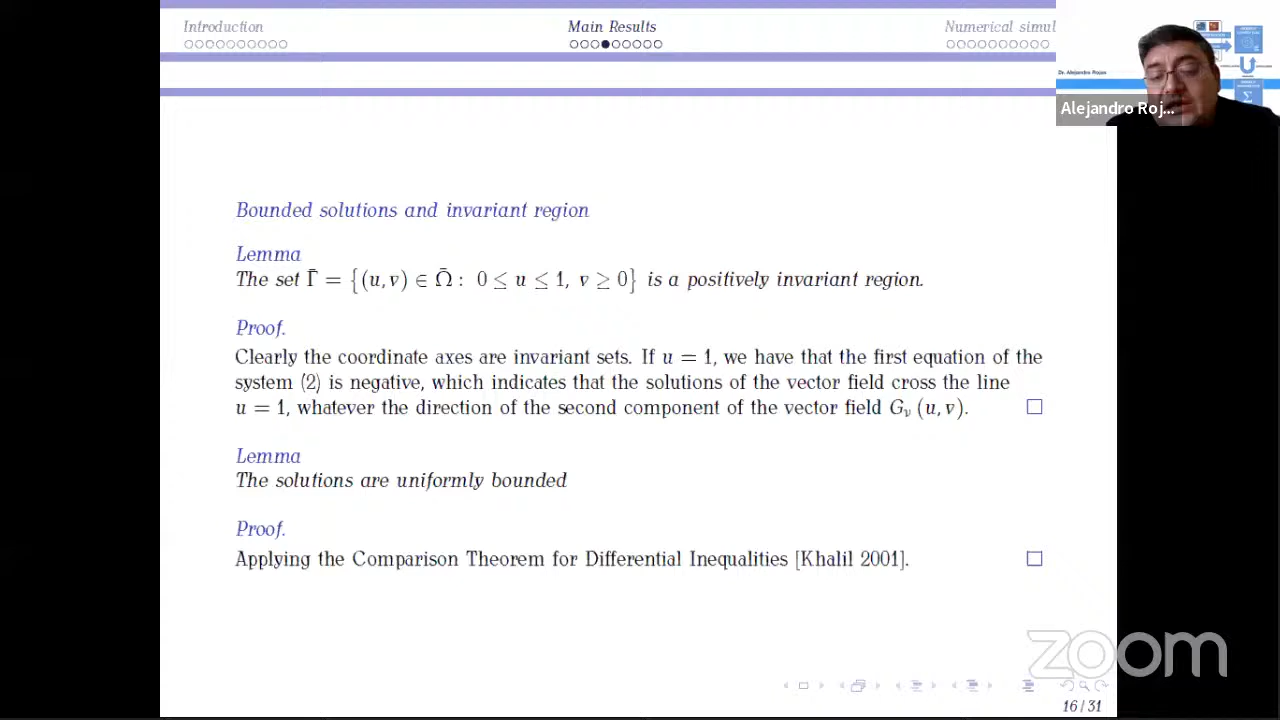 Introduction
Main Results
Numerical simul
Dr. Alejandro Rojas
Alejandro Roj...
Bounded solutions and invariant region
Lemma
The set Γ̄ = {(u, v) ∈ Ω̄ : 0 ≤ u ≤ 1, v ≥ 0} is a positively invariant region.
Proof.
Clearly the coordinate axes are invariant sets. If u = 1, we have that the first equation of the
system (2) is negative, which indicates that the solutions of the vector field cross the line
u = 1, whatever the direction of the second component of the vector field Gᵥ (u, v). □
Lemma
The solutions are uniformly bounded
Proof.
Applying the Comparison Theorem for Differential Inequalities [Khalil 2001]. □
zoom
16 / 31